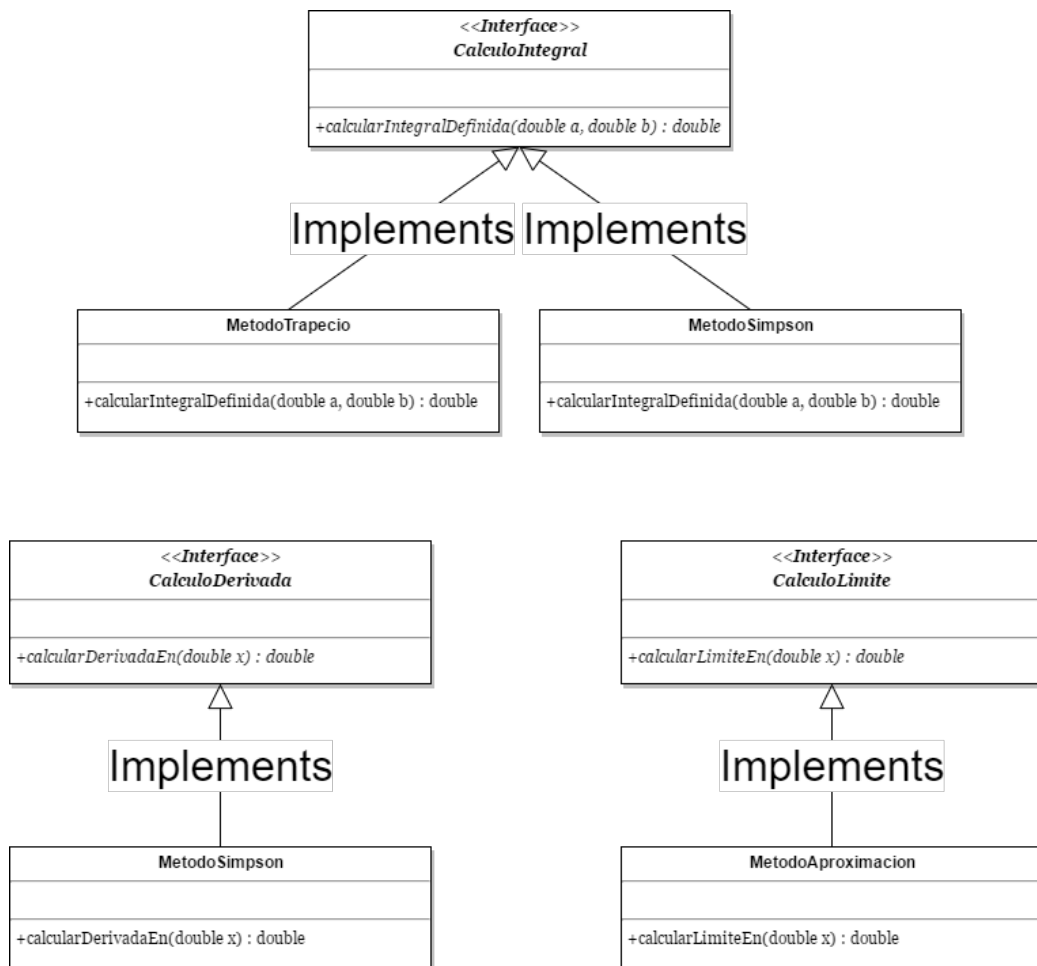 <<Interface>>
CalculoIntegral
+calcularIntegralDefinida(double a, double b) : double
Implements
Implements
MetodoTrapecio
+calcularIntegralDefinida(double a, double b) : double
MetodoSimpson
+calcularIntegralDefinida(double a, double b) : double
<<Interface>>
CalculoDerivada
+calcularDerivadaEn(double x) : double
<<Interface>>
CalculoLimite
+calcularLimiteEn(double x) : double
Implements
Implements
MetodoSimpson
+calcularDerivadaEn(double x) : double
MetodoAproximacion
+calcularLimiteEn(double x) : double